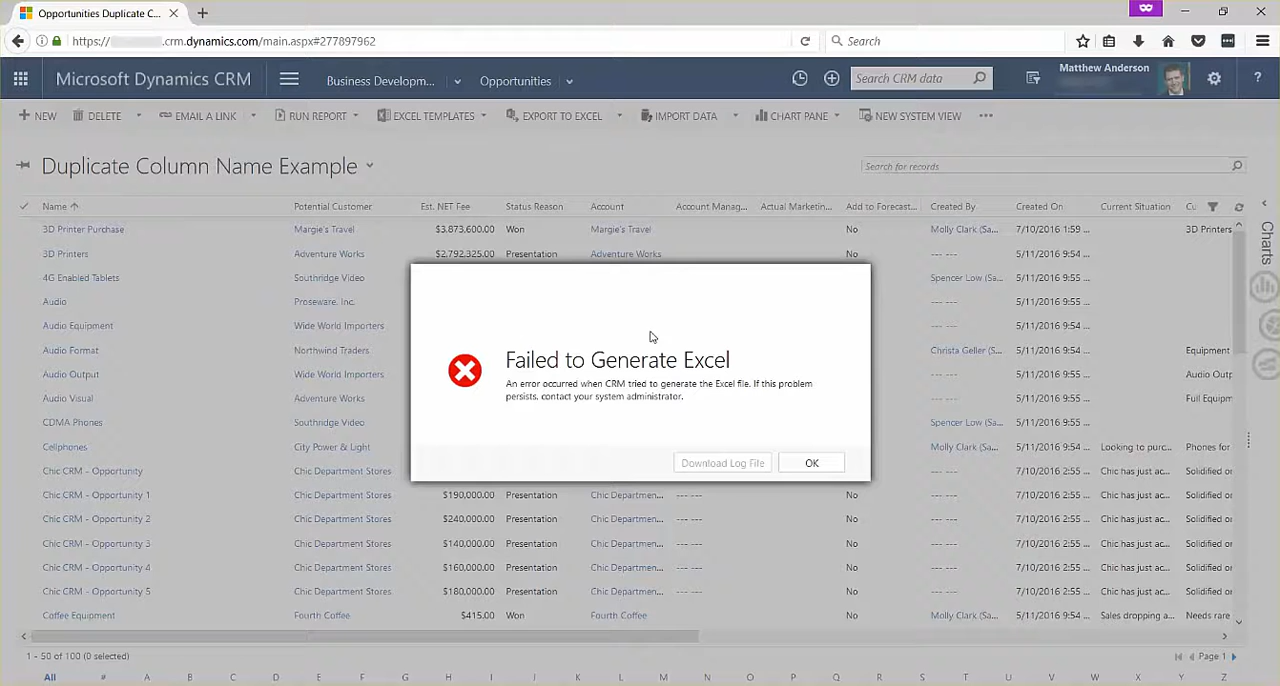 Opportunities Duplicate C...
https:// .crm.dynamics.com/main.aspx#277897962
Search
Microsoft Dynamics CRM
Business Developm...
Opportunities
Search CRM data
Matthew Anderson
?
NEW
DELETE
EMAIL A LINK
RUN REPORT
EXCEL TEMPLATES
EXPORT TO EXCEL
IMPORT DATA
CHART PANE
NEW SYSTEM VIEW
Duplicate Column Name Example
Search for records
Name Potential Customer Est. NET Fee Status Reason Account Account Manag... Actual Marketin... Add to Forecast... Created By Created On Current Situation Cu
Charts
3D Printer Purchase Margie's Travel $3,873,600.00 Won Margie's Travel No Molly Clark (Sa... 7/10/2016 1:59 ... 3D Printers
3D Printers Adventure Works $2,792,325.00 Presentation Adventure Works No --- --- 5/11/2016 9:54 ...
4G Enabled Tablets Southridge Video Spencer Low (Sa... 5/11/2016 9:55 ...
Audio Proseware, Inc. --- --- 5/11/2016 9:55 ...
Audio Equipment Wide World Importers --- --- 5/11/2016 9:54 ...
Audio Format Northwind Traders Christa Geller (Sa... 5/11/2016 9:55 ... Equipment
Audio Output Wide World Importers --- --- 5/11/2016 9:54 ... Audio Outp
Audio Visual Adventure Works --- --- 5/11/2016 9:54 ... Full Equipm
CDMA Phones Southridge Video Spencer Low (Sa... 5/11/2016 9:55 ...
Cellphones City Power & Light Molly Clark (Sa... 5/11/2016 9:54 ... Looking to purc... Phones for
Chic CRM - Opportunity Chic Department Stores --- --- 7/10/2016 2:55 ... Chic has just ac... Solidified or
Chic CRM - Opportunity 1 Chic Department Stores $190,000.00 Presentation Chic Departmen... --- --- No --- --- 7/10/2016 2:55 ... Chic has just ac... Solidified or
Chic CRM - Opportunity 2 Chic Department Stores $240,000.00 Presentation Chic Departmen... --- --- No --- --- 7/10/2016 2:55 ... Chic has just ac... Solidified or
Chic CRM - Opportunity 3 Chic Department Stores $140,000.00 Presentation Chic Departmen... --- --- No --- --- 7/10/2016 2:55 ... Chic has just ac... Solidified or
Chic CRM - Opportunity 4 Chic Department Stores $160,000.00 Presentation Chic Departmen... --- --- No --- --- 7/10/2016 2:55 ... Chic has just ac... Solidified or
Chic CRM - Opportunity 5 Chic Department Stores $180,000.00 Presentation Chic Departmen... --- --- No --- --- 7/10/2016 2:55 ... Chic has just ac... Solidified or
Coffee Equipment Fourth Coffee $415.00 Won Fourth Coffee No Molly Clark (Sa... 5/11/2016 9:54 ... Sales dropping a... Needs rare
Failed to Generate Excel
An error occurred when CRM tried to generate the Excel file. If this problem
persists, contact your system administrator.
Download Log File
OK
1 - 50 of 100 (0 selected)
Page 1
All # A B C D E F G H I J K L M N O P Q R S T U V W X Y Z